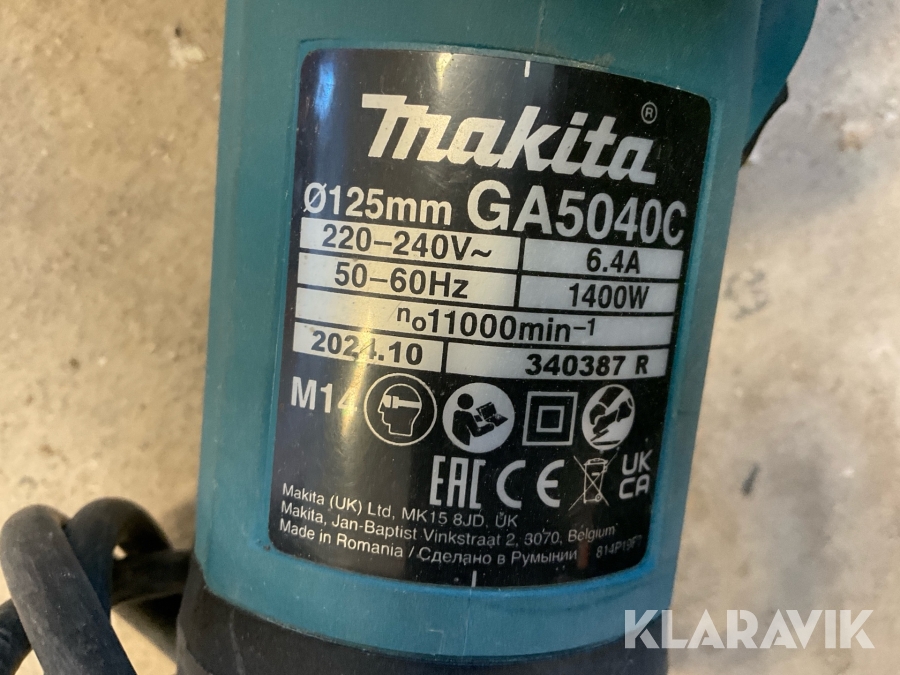 makita®
Ø125mm GA5040C
220–240V~ 6.4A
50–60Hz 1400W
no11000min-1
2024.10 340387 R
M14
EAC CE UK
CA
Makita (UK) Ltd, MK15 8JD. UK
Makita, Jan-Baptist Vinkstraat 2, 3070, Belgium
Made in Romania / Сделано в Румынии
KLARAVIK